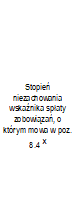 Stopień
niezachowania
wskaźnika spłaty
zobowiązań, o
którym mowa w poz.
8.4 x